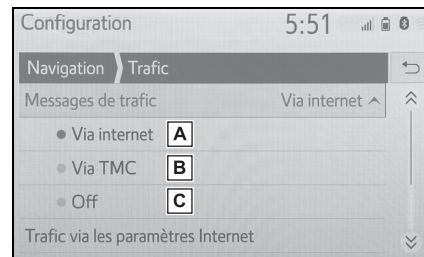 Configuration 5:51
Navigation Trafic
Messages de trafic Via internet
Via internet A
Via TMC B
Off C
Trafic via les paramètres Internet